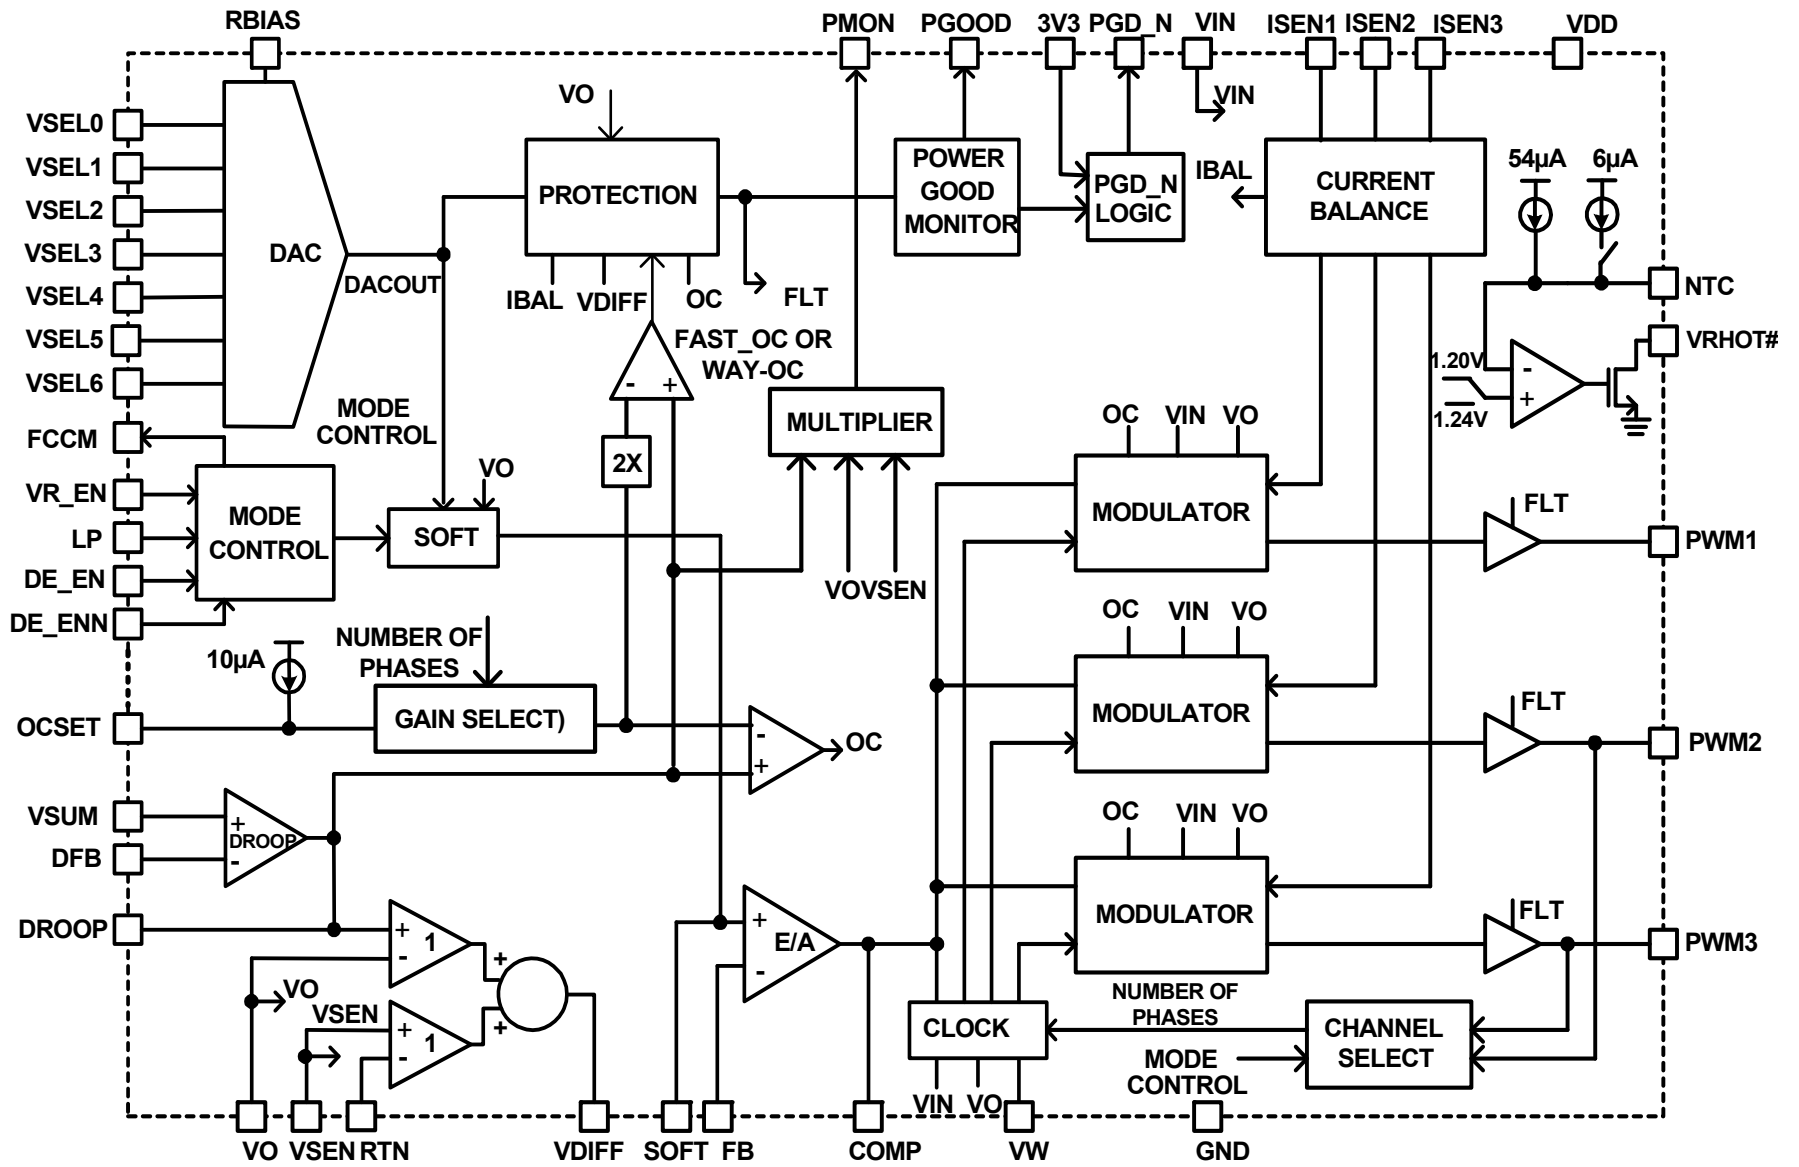 RBIAS
PMON
PGOOD
3V3
PGD_N
VIN
ISEN1
ISEN2
ISEN3
VDD
VSEL0
VSEL1
VSEL2
VSEL3
VSEL4
VSEL5
VSEL6
FCCM
VR_EN
LP
DE_EN
DE_ENN
OCSET
VSUM
DFB
DROOP
DAC
DACOUT
VO
PROTECTION
IBAL
VDIFF
OC
FLT
POWER
GOOD
MONITOR
PGD_N
LOGIC
VIN
IBAL
CURRENT
BALANCE
54µA
6µA
NTC
VRHOT#
1.20V
1.24V
-
+
FAST_OC OR
WAY-OC
-
+
2X
MULTIPLIER
VOVSEN
MODE
CONTROL
VO
MODE
CONTROL
SOFT
NUMBER OF
PHASES
10µA
GAIN SELECT)
-
+
OC
+
DROOP
-
+
1
-
VO
VSEN
+
1
-
+
+
+
E/A
-
OC
VIN
VO
MODULATOR
FLT
PWM1
OC
VIN
VO
MODULATOR
FLT
PWM2
OC
VIN
VO
MODULATOR
FLT
PWM3
NUMBER OF
PHASES
CLOCK
CHANNEL
SELECT
MODE
CONTROL
VIN
VO
VO
VSEN
RTN
VDIFF
SOFT
FB
COMP
VW
GND